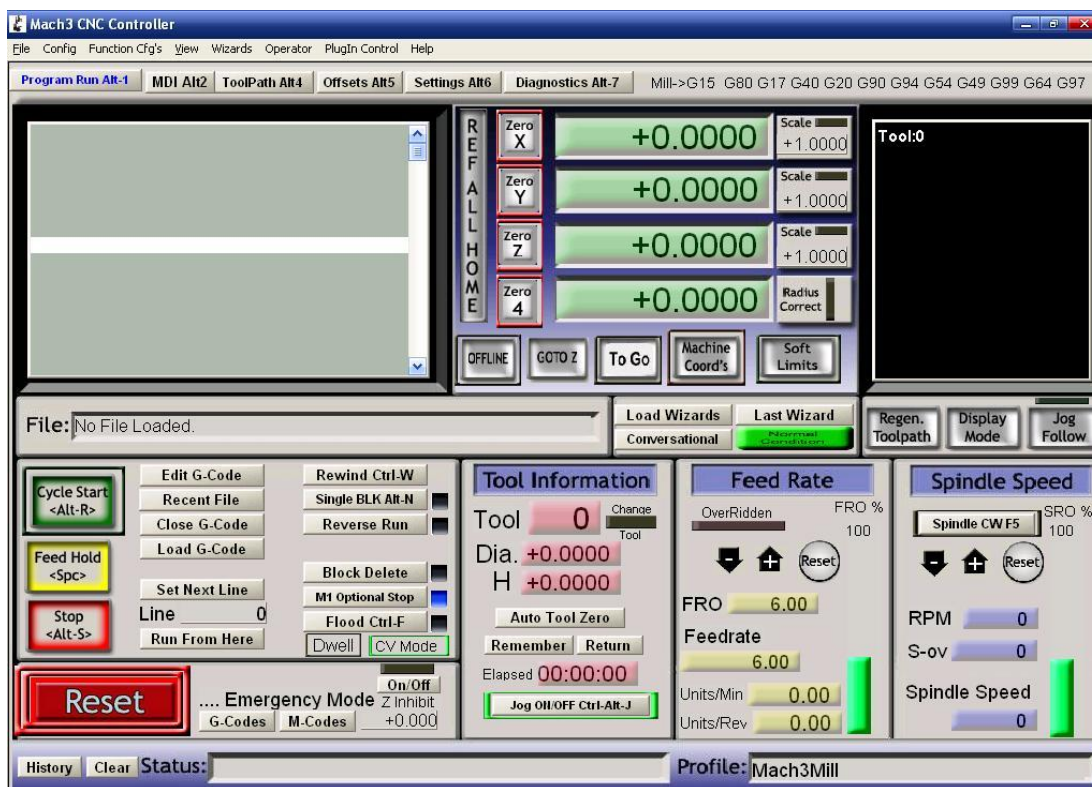 Mach3 CNC Controller
File Config Function Cfg's View Wizards Operator PlugIn Control Help
Program Run Alt-1 MDI Alt2 ToolPath Alt4 Offsets Alt5 Settings Alt6 Diagnostics Alt-7 Mill->G15 G80 G17 G40 G20 G90 G94 G54 G49 G99 G64 G97
REF ALL HOME
Zero X +0.0000 Scale +1.0000
Zero Y +0.0000 Scale +1.0000
Zero Z +0.0000 Scale +1.0000
Zero 4 +0.0000 Radius Correct
OFFLINE GOTO Z To Go Machine Coord's Soft Limits
Tool:0
File: No File Loaded.
Load Wizards Last Wizard
Conversational Normal Condition
Regen. Toolpath Display Mode Jog Follow
Cycle Start <Alt-R>
Feed Hold <Spc>
Stop <Alt-S>
Edit G-Code
Recent File
Close G-Code
Load G-Code
Set Next Line
Line 0
Run From Here
Rewind Ctrl-W
Single BLK Alt-N
Reverse Run
Block Delete
M1 Optional Stop
Flood Ctrl-F
Dwell CV Mode
Reset
.... Emergency Mode
G-Codes M-Codes
On/Off
Z Inhibit
+0.000
Tool Information
Tool 0 Change Tool
Dia. +0.0000
H +0.0000
Auto Tool Zero
Remember Return
Elapsed 00:00:00
Jog ON/OFF Ctrl-Alt-J
Feed Rate
OverRidden FRO %
100
Reset
FRO 6.00
Feedrate
6.00
Units/Min 0.00
Units/Rev 0.00
Spindle Speed
Spindle CW F5 SRO %
100
Reset
RPM 0
S-ov 0
Spindle Speed
0
History Clear Status: Profile: Mach3Mill